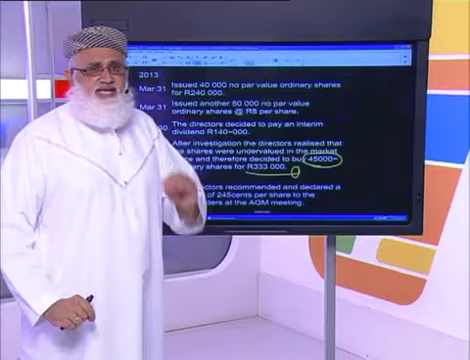 2013
Mar 31
Issued 40 000 no par value ordinary shares
for R240 000.
Mar 31
Issued another 50 000 no par value
ordinary shares @ R8 per share.
The directors decided to pay an interim
dividend R140-000.
After investigation the directors realised that
the shares were undervalued in the market
and therefore decided to buy 45000
shares for R333 000.
recommended and declared a
of 245cents per share to the
at the AGM meeting.